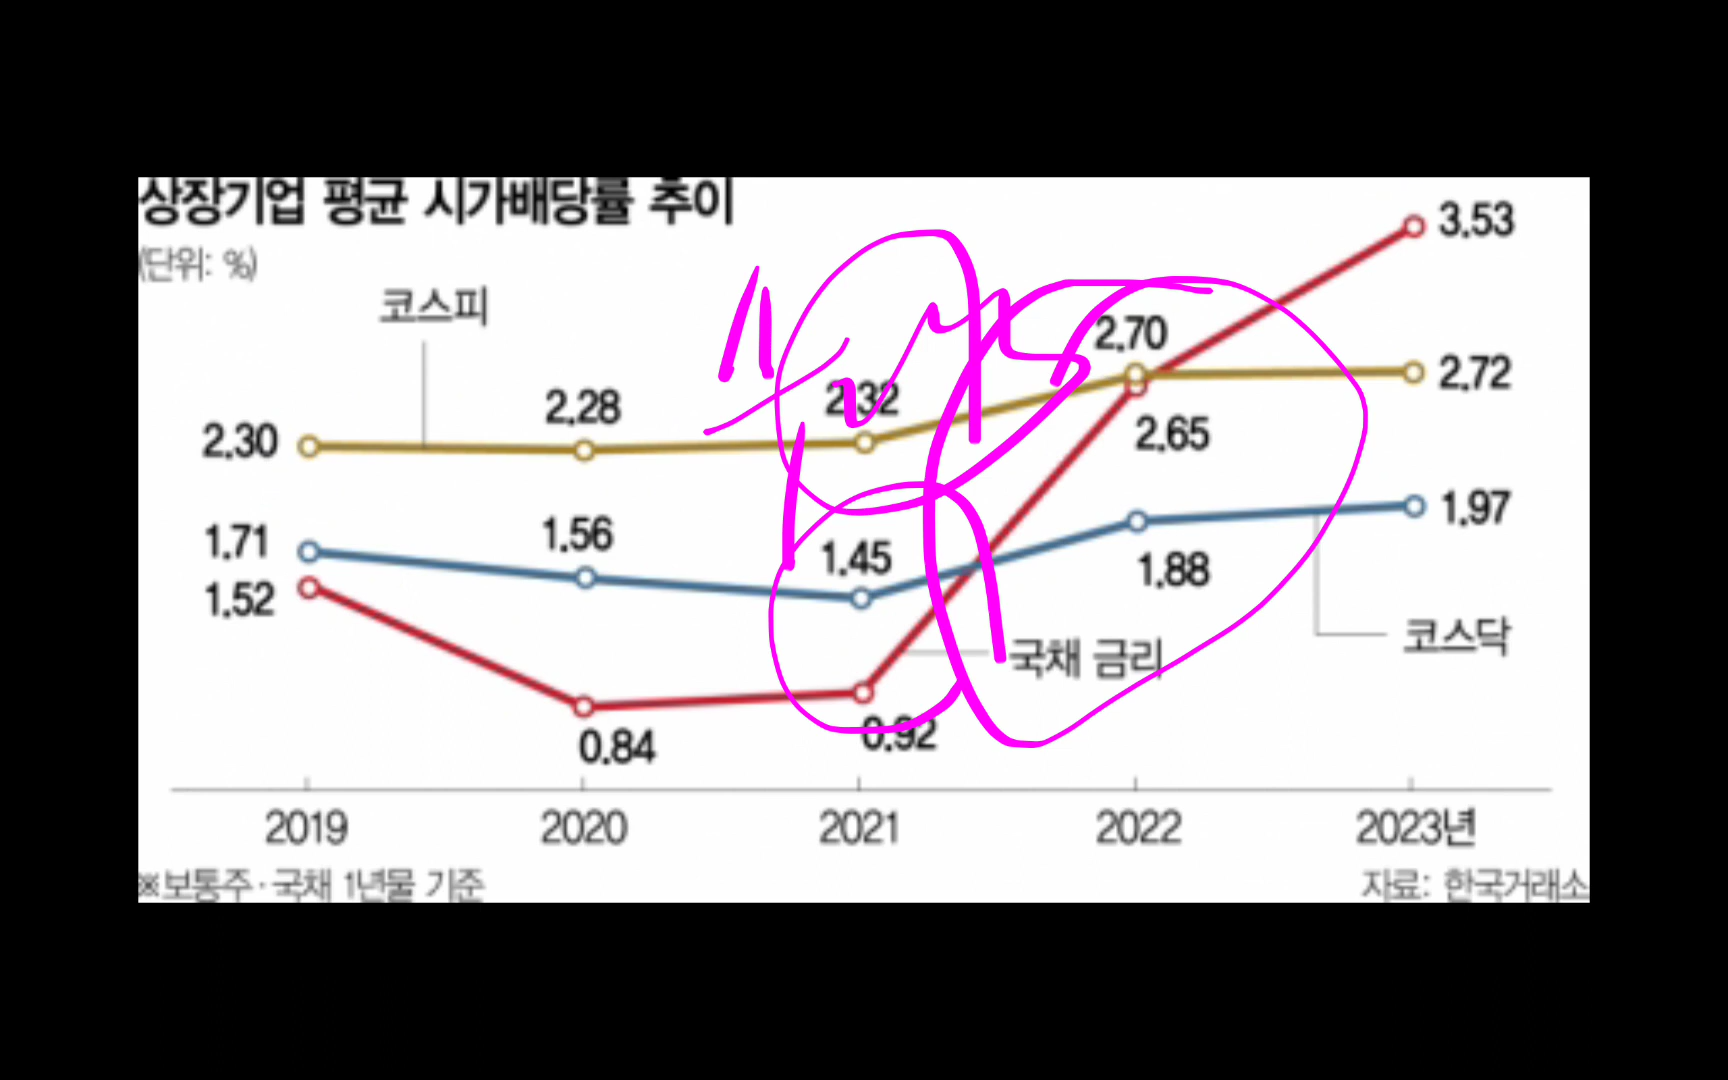 상장기업 평균 시가배당률 추이
(단위: %)
3.53
코스피
2.70
2.72
2.30
2.28
2.32
2.65
1.97
1.71
1.56
1.45
1.88
1.52
국채 금리
코스닥
0.84
0.92
2019 2020 2021 2022 2023년
※보통주·국채 1년물 기준
자료: 한국거래소